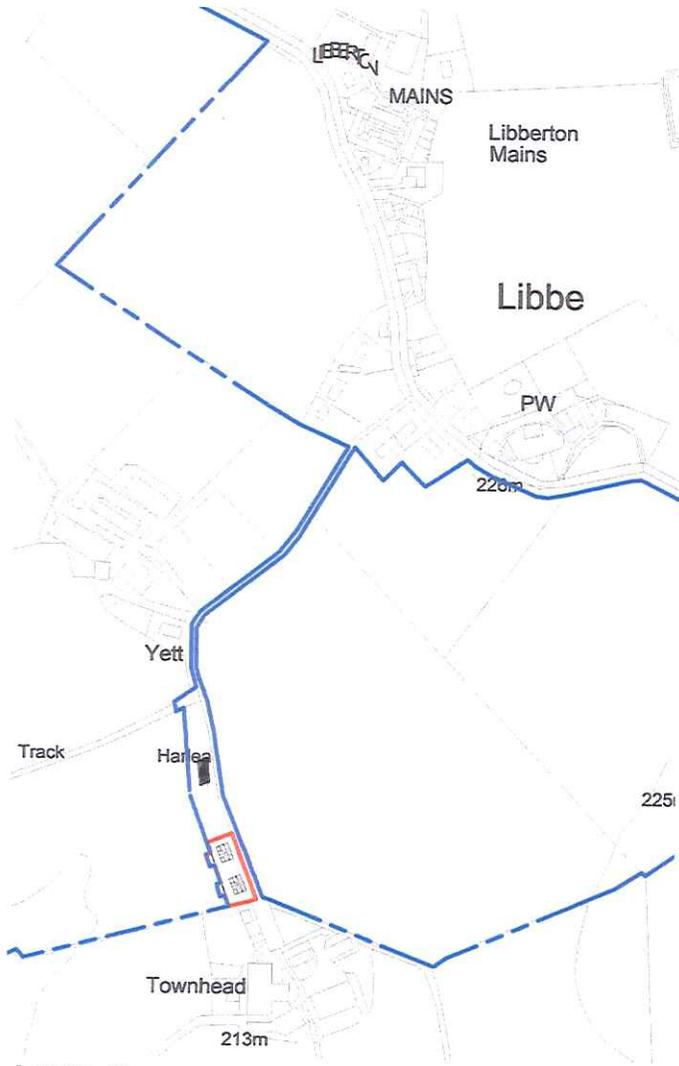 MAINS
Libberton
Mains
Libbe
PW
226m
Yett
Track
Harlea
225
Townhead
213m